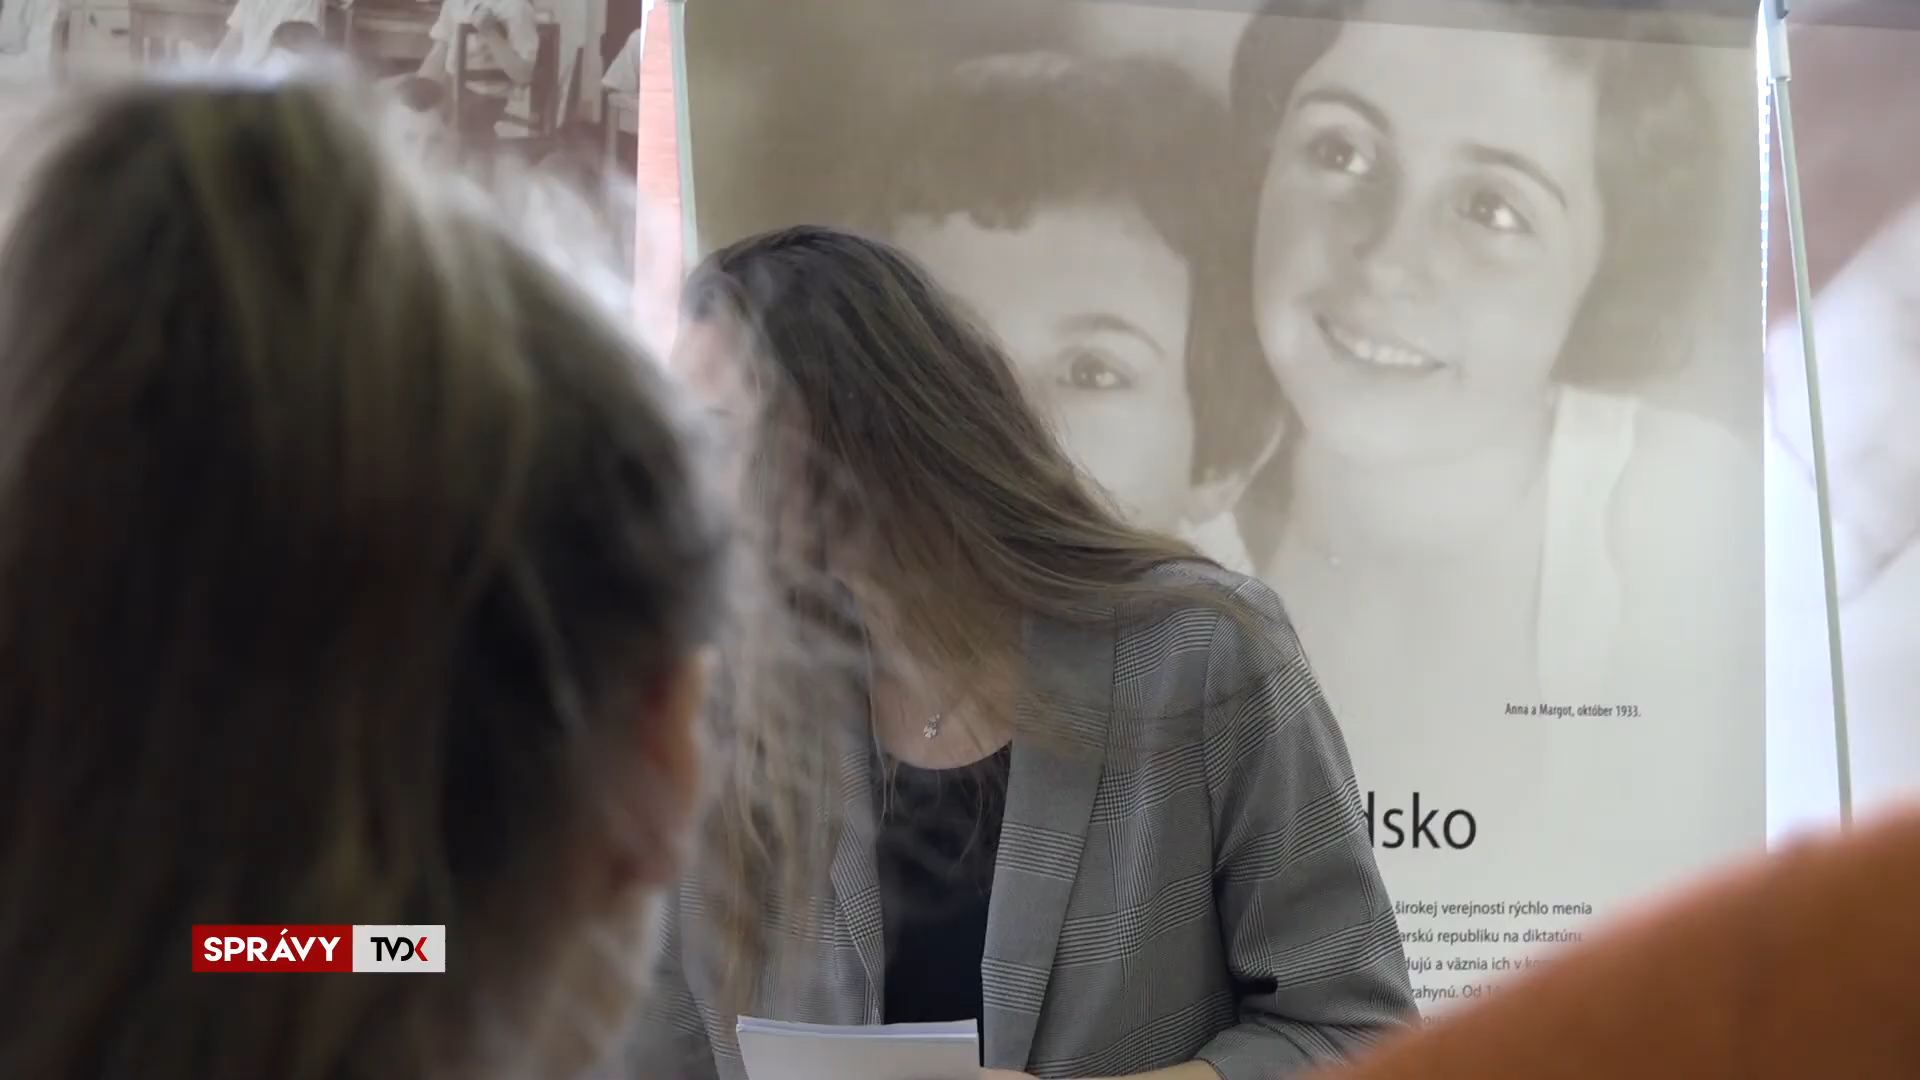 Anna a Margot, október 1933.
dsko
širokej verejnosti rýchlo menia
arskú republiku na diktatúru
dujú a väznia ich v
zahynú. Od
SPRÁVY TVDK